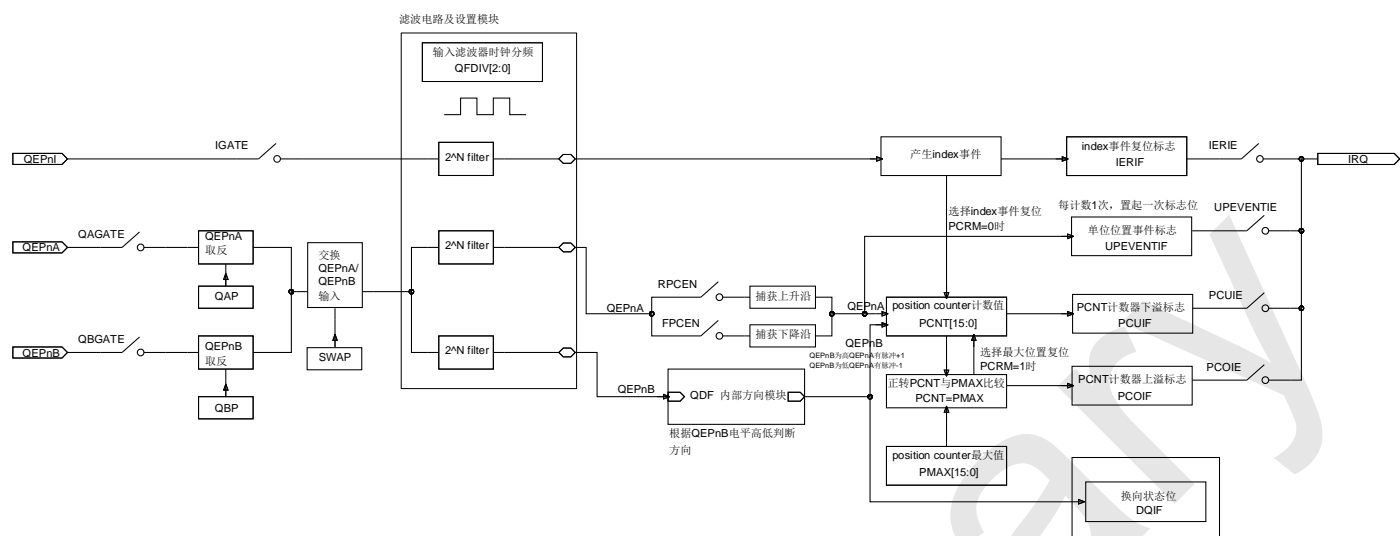 滤波电路及设置模块
输入滤波器时钟分频
QFDIV[2:0]
QEPnI
IGATE
2^N filter
产生index事件
index事件复位标志
IERIF
IERIE
IRQ
选择index事件复位
PCRM=0时
每计数1次，置起一次标志位
单位位置事件标志
UPEVENTIF
UPEVENTIE
QEPnA
QAGATE
QEPnA
取反
QAP
交换
QEPnA/
QEPnB
输入
SWAP
2^N filter
QEPnA
RPCEN
捕获上升沿
FPCEN
捕获下降沿
QEPnA
position counter计数值
PCNT[15:0]
PCNT计数器下溢标志
PCUIF
PCUIE
QEPnB
QBGATE
QEPnB
取反
QBP
2^N filter
QEPnB
QEPnB为高QEPnA有脉冲+1
QEPnB为低QEPnA有脉冲-1
选择最大位置复位
PCRM=1时
正转PCNT与PMAX比较
PCNT=PMAX
PCNT计数器上溢标志
PCOIF
PCOIE
QEPnB
QDF 内部方向模块
根据QEPnB电平高低判断
方向
position counter最大值
PMAX[15:0]
换向状态位
DQIF
ary